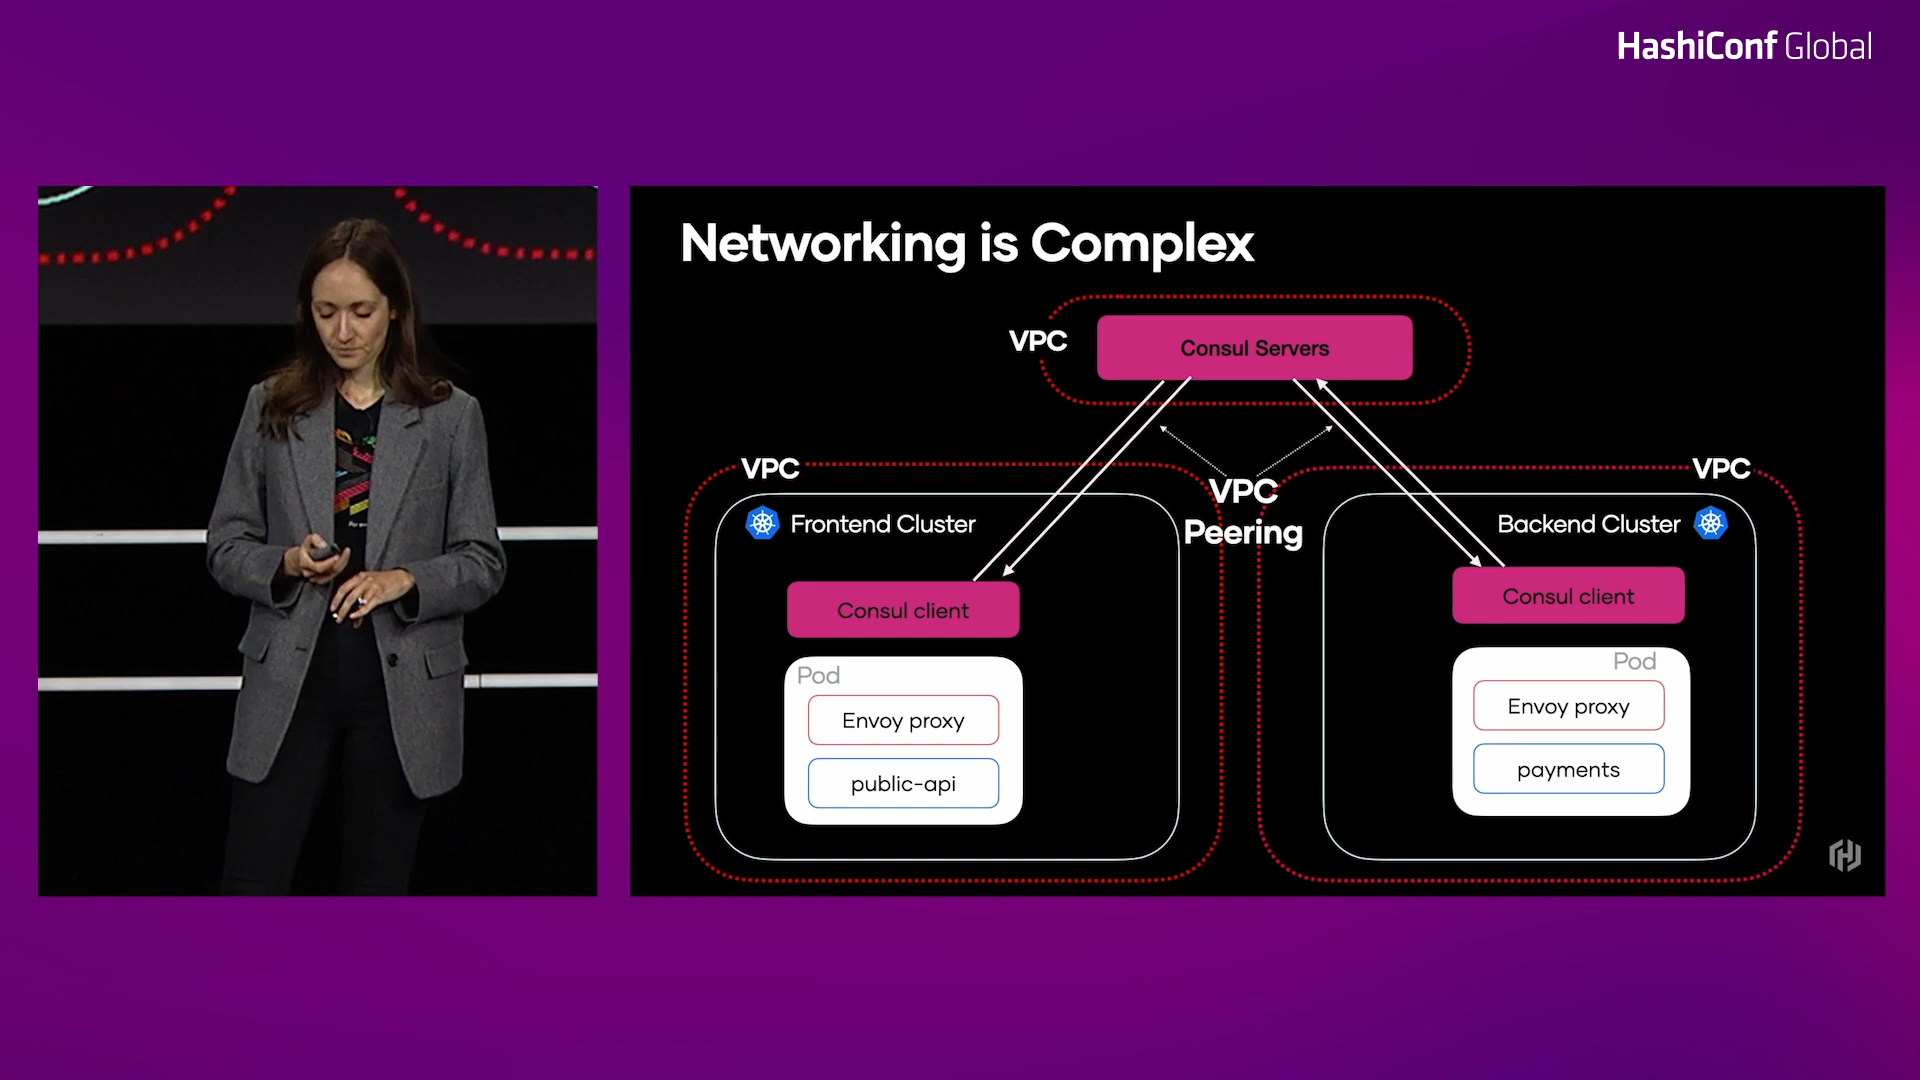 HashiConf Global
Networking is Complex
VPC
Consul Servers
VPC
VPC
VPC
Peering
Frontend Cluster
Backend Cluster
Consul client
Consul client
Pod
Envoy proxy
public-api
Pod
Envoy proxy
payments